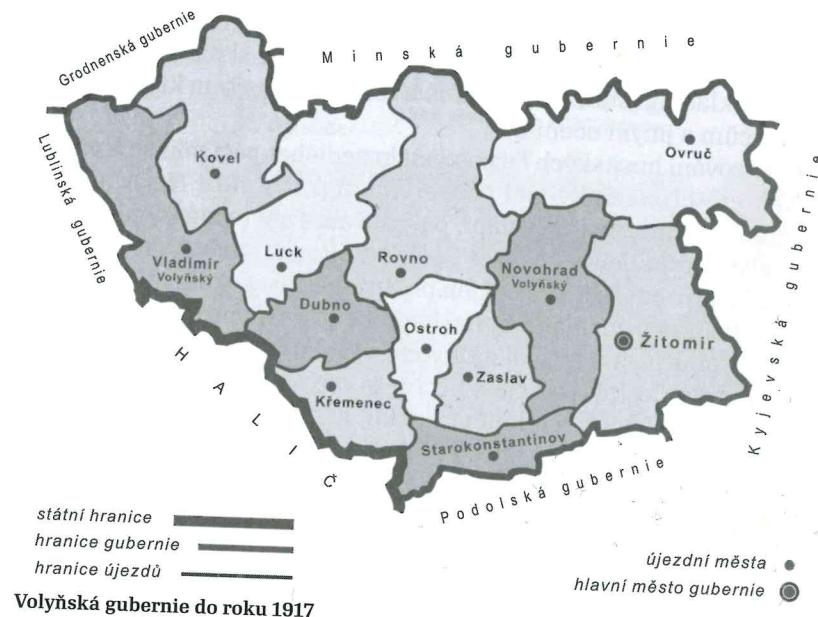 Grodnenská gubernie
Minská gubernie
Lublinská gubernie
Kovel
Ovruč
Vladimir
Volyňský
Luck
Rovno
Novohrad
Volyňský
Dubno
Ostroh
Žitomir
Zaslav
Křemenec
Starokonstantinov
HALIČ
Podolská gubernie
Kyjevská gubernie
státní hranice
hranice gubernie
hranice újezdů
újezdní města
hlavní město gubernie
Volyňská gubernie do roku 1917